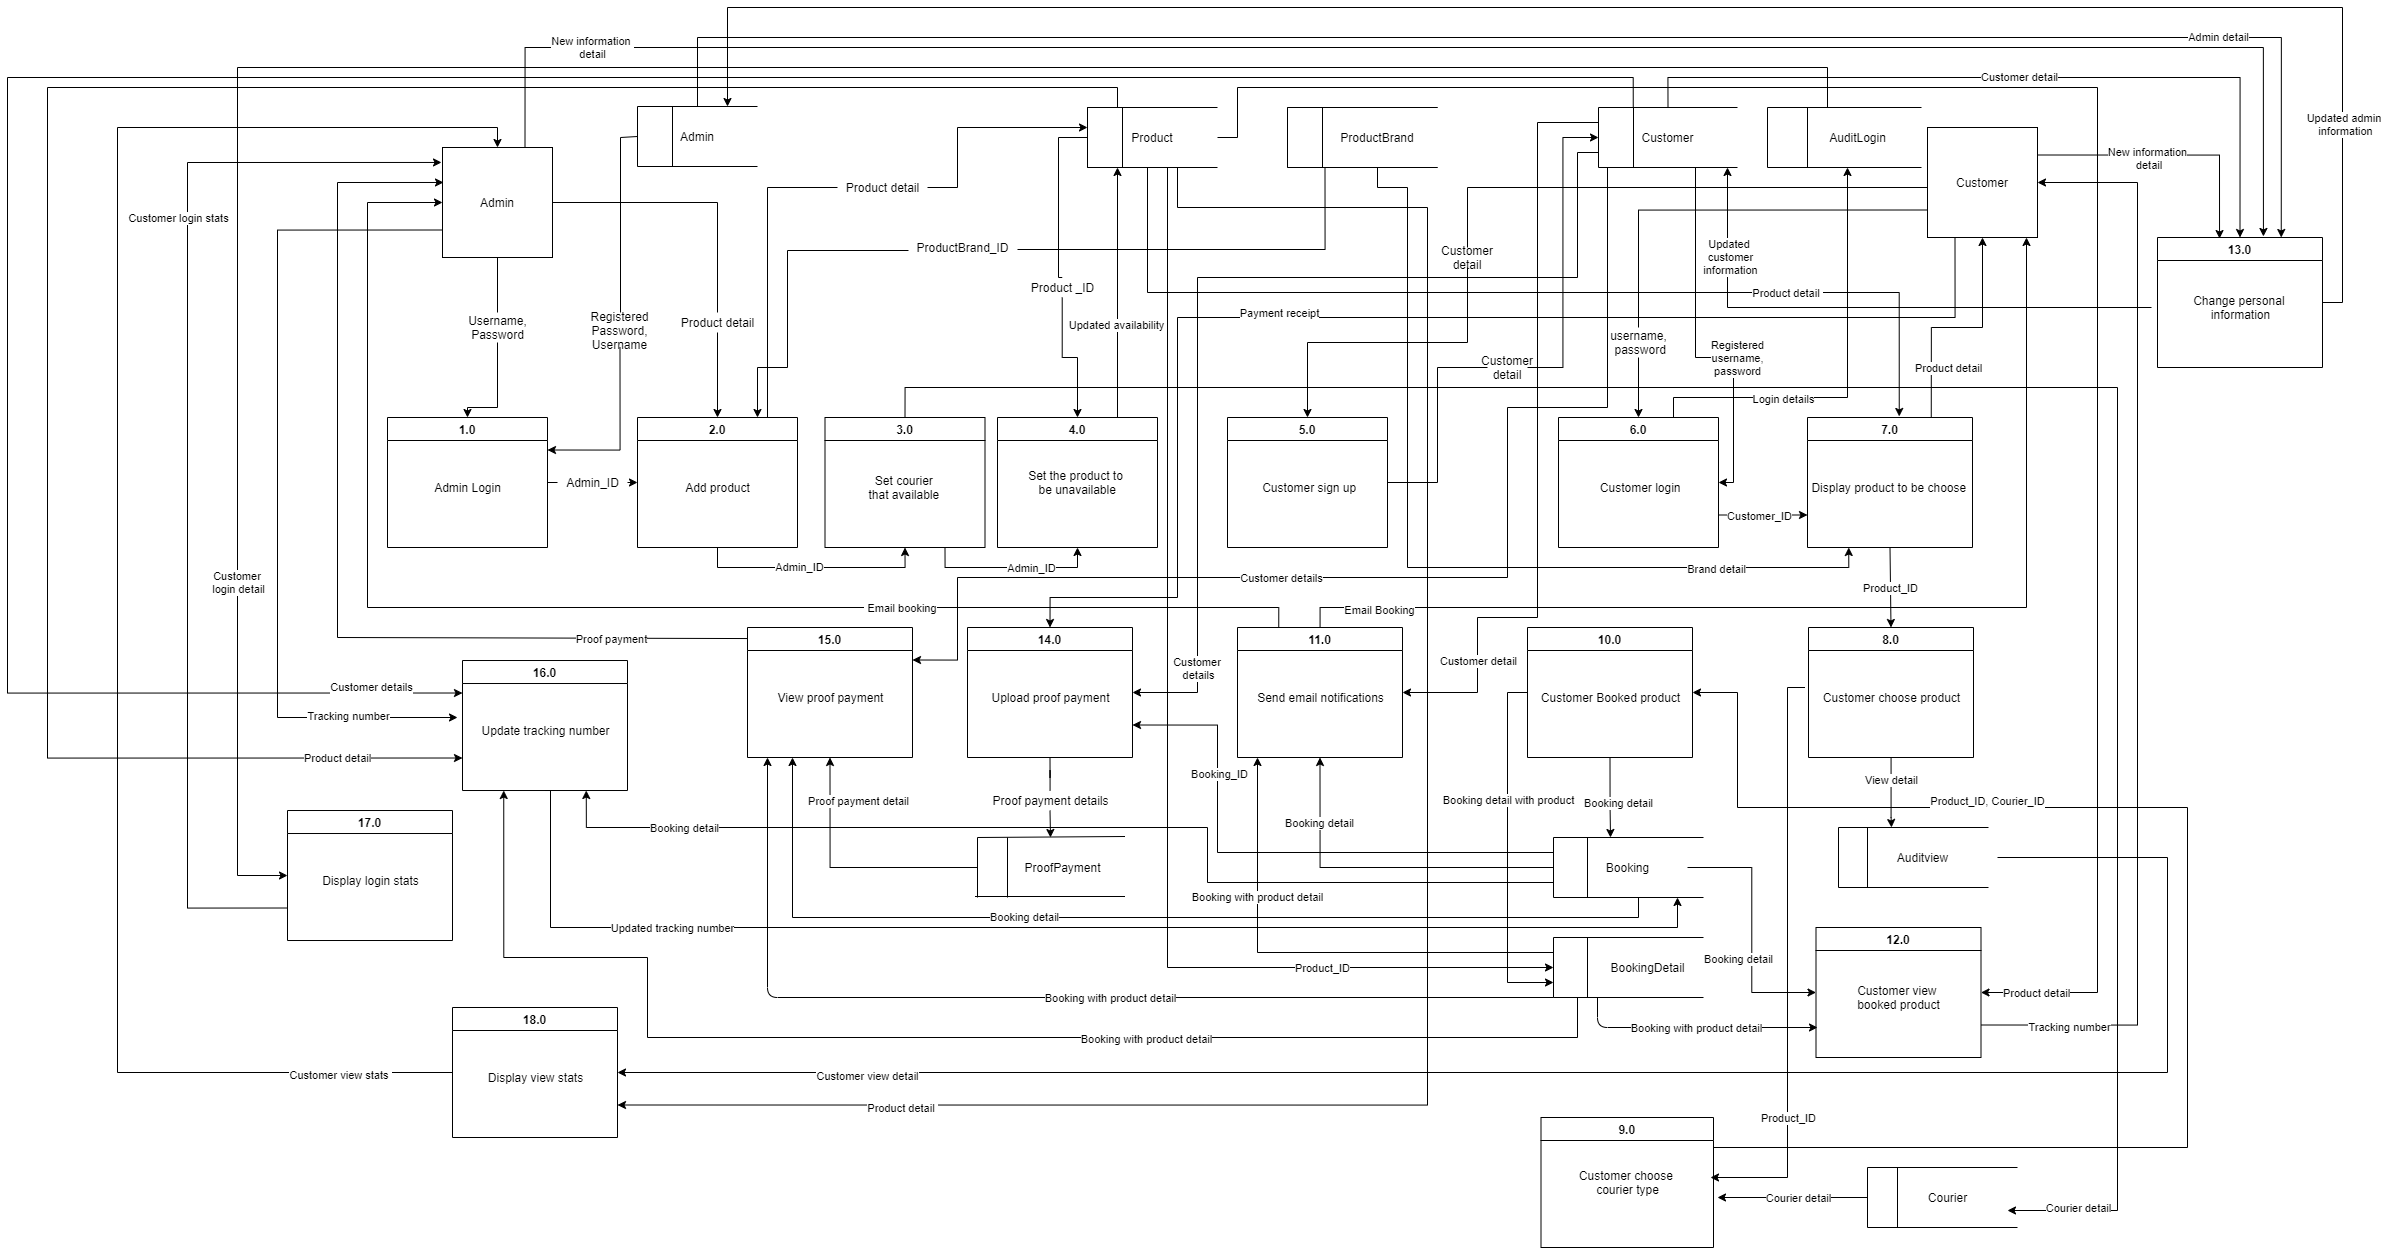 New information
detail
Admin detail
Customer detail
Updated admin
information
Admin
Product
ProductBrand
Customer
AuditLogin
Customer
New information
detail
Admin
Product detail
Customer login stats
ProductBrand_ID
Customer
detail
Updated
customer
information
13.0
Change personal
information
Product _ID
Product detail
Payment receipt
Username,
Password
Registered
Password,
Username
Product detail
Updated availability
username,
password
Registered
username,
password
Customer
detail
Product detail
Login details
1.0
Admin Login
2.0
Add product
3.0
Set courier
that available
4.0
Set the product to
be unavailable
5.0
Customer sign up
6.0
Customer login
7.0
Display product to be choose
Admin_ID
Customer_ID
Admin_ID
Admin_ID
Brand detail
Customer
login detail
Customer details
Product_ID
Email booking
Email Booking
Proof payment
15.0
View proof payment
14.0
Upload proof payment
11.0
Send email notifications
10.0
Customer Booked product
8.0
Customer choose product
Customer
details
Customer detail
16.0
Update tracking number
Customer details
Tracking number
Product detail
Booking_ID
View detail
Proof payment detail
Proof payment details
Booking detail with product
Booking detail
Product_ID, Courier_ID
17.0
Display login stats
Booking detail
Booking detail
ProofPayment
Booking
Auditview
Booking with product detail
Booking detail
Updated tracking number
12.0
Customer view
booked product
Booking detail
Product_ID
BookingDetail
Product detail
Booking with product detail
Booking with product detail
Tracking number
Booking with product detail
18.0
Display view stats
Customer view stats
Customer view detail
Product detail
Product_ID
9.0
Customer choose
courier type
Courier detail
Courier
Courier detail